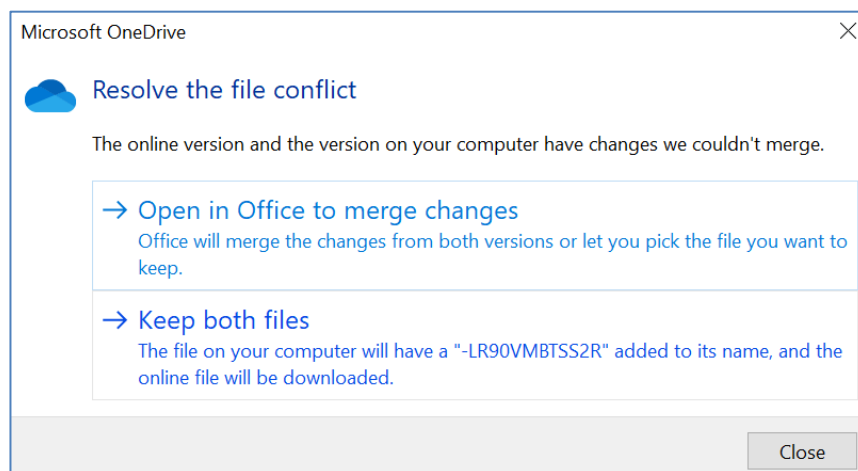 Microsoft OneDrive
Resolve the file conflict
The online version and the version on your computer have changes we couldn't merge.
Open in Office to merge changes
Office will merge the changes from both versions or let you pick the file you want to
keep.
Keep both files
The file on your computer will have a "-LR90VMBTSS2R" added to its name, and the
online file will be downloaded.
Close